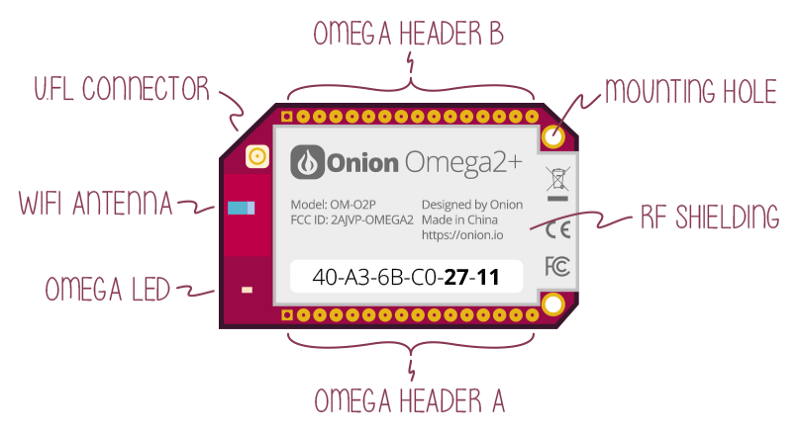 OMEGA HEADER B
U.FL CONNECTOR
MOUNTING HOLE
Onion Omega2+
WIFI ANTENNA
Model: OM-O2P
Designed by Onion
FCC ID: 2AJVP-OMEGA2
Made in China
https://onion.io
RF SHIELDING
CE
FC
OMEGA LED
40-A3-6B-C0-27-11
OMEGA HEADER A